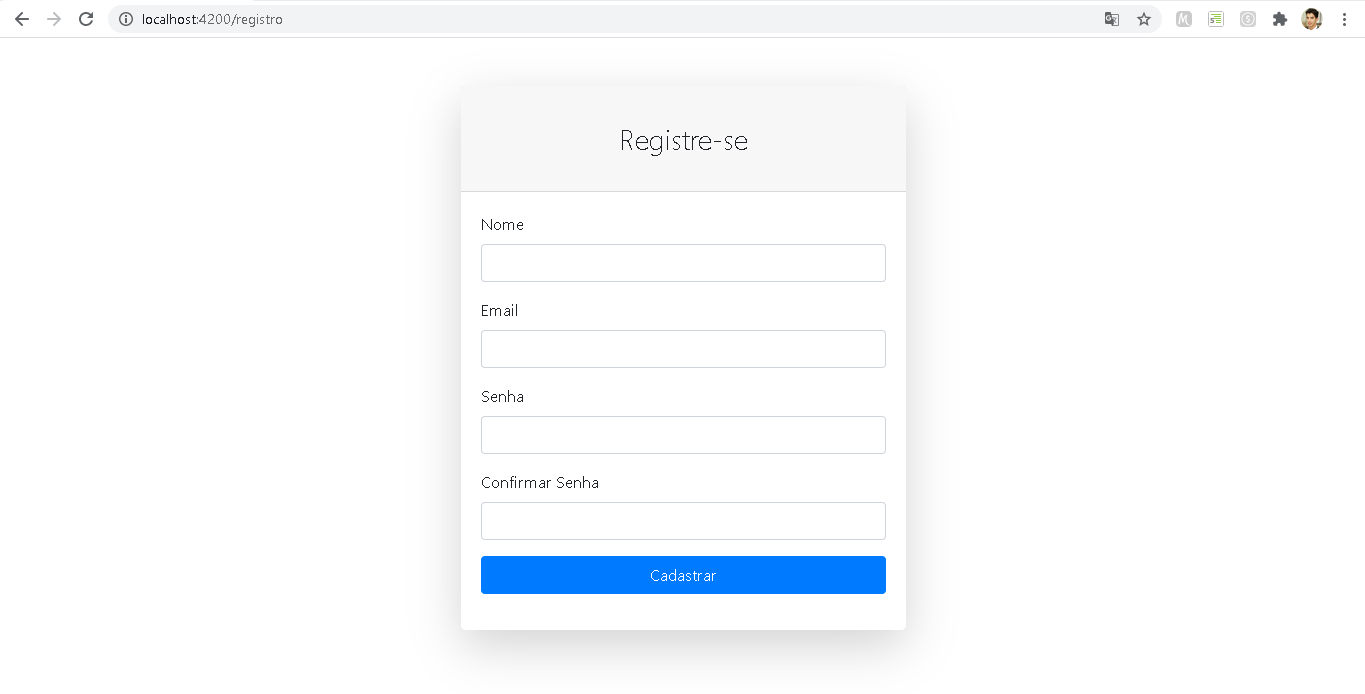 localhost:4200/registro
Registre-se
Nome
Email
Senha
Confirmar Senha
Cadastrar